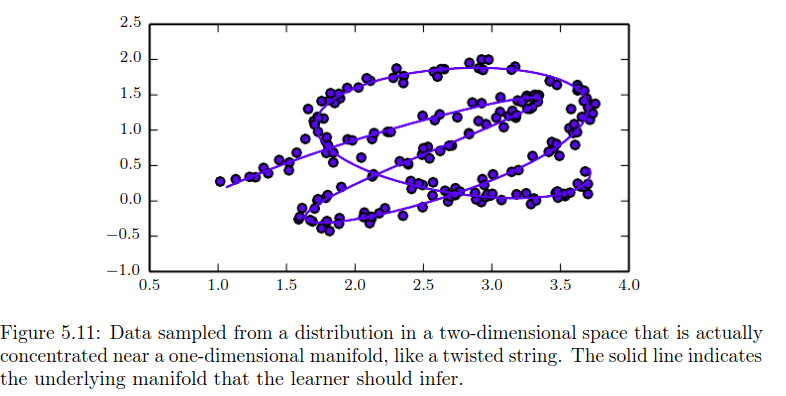 2.5
2.0
1.5
1.0
0.5
0.0
−0.5
−1.0
0.5 1.0 1.5 2.0 2.5 3.0 3.5 4.0
Figure 5.11: Data sampled from a distribution in a two-dimensional space that is actually
concentrated near a one-dimensional manifold, like a twisted string. The solid line indicates
the underlying manifold that the learner should infer.